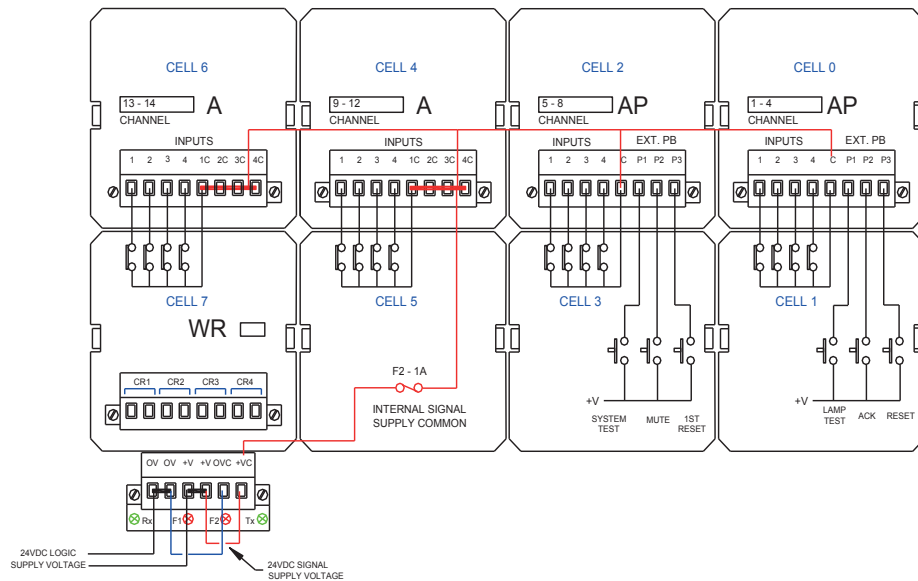 CELL 6
CELL 4
CELL 2
CELL 0
13 - 14
A
9 - 12
A
5 - 8
AP
1 - 4
AP
CHANNEL
CHANNEL
CHANNEL
CHANNEL
INPUTS
INPUTS
INPUTS
EXT. PB
INPUTS
EXT. PB
1 2 3 4 1C 2C 3C 4C
1 2 3 4 1C 2C 3C 4C
1 2 3 4 C P1 P2 P3
1 2 3 4 C P1 P2 P3
CELL 7
CELL 5
CELL 3
CELL 1
WR
F2 - 1A
CR1 CR2 CR3 CR4
INTERNAL SIGNAL
SUPPLY COMMON
+V
SYSTEM
TEST
MUTE
1ST
RESET
+V
LAMP
TEST
ACK
RESET
OV OV +V +V OVC +VC
Rx F1 F2 Tx
24VDC LOGIC
SUPPLY VOLTAGE
24VDC SIGNAL
SUPPLY VOLTAGE